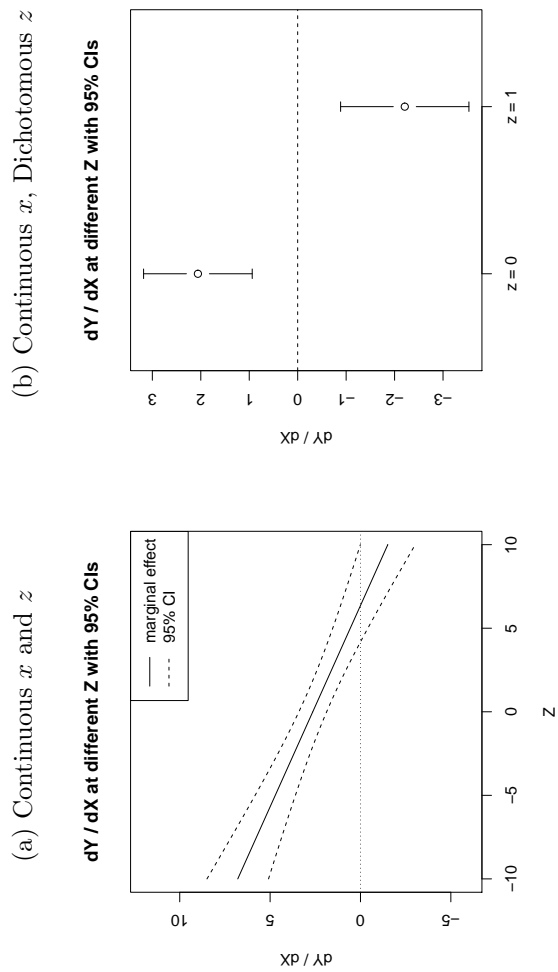 (a) Continuous x and z
dY / dX at different Z with 95% CIs
marginal effect
95% CI
10
5
0
−5
dY / dX
−10
−5
0
5
10
Z
(b) Continuous x, Dichotomous z
dY / dX at different Z with 95% CIs
3
2
1
0
−1
−2
−3
dY / dX
z = 0
z = 1